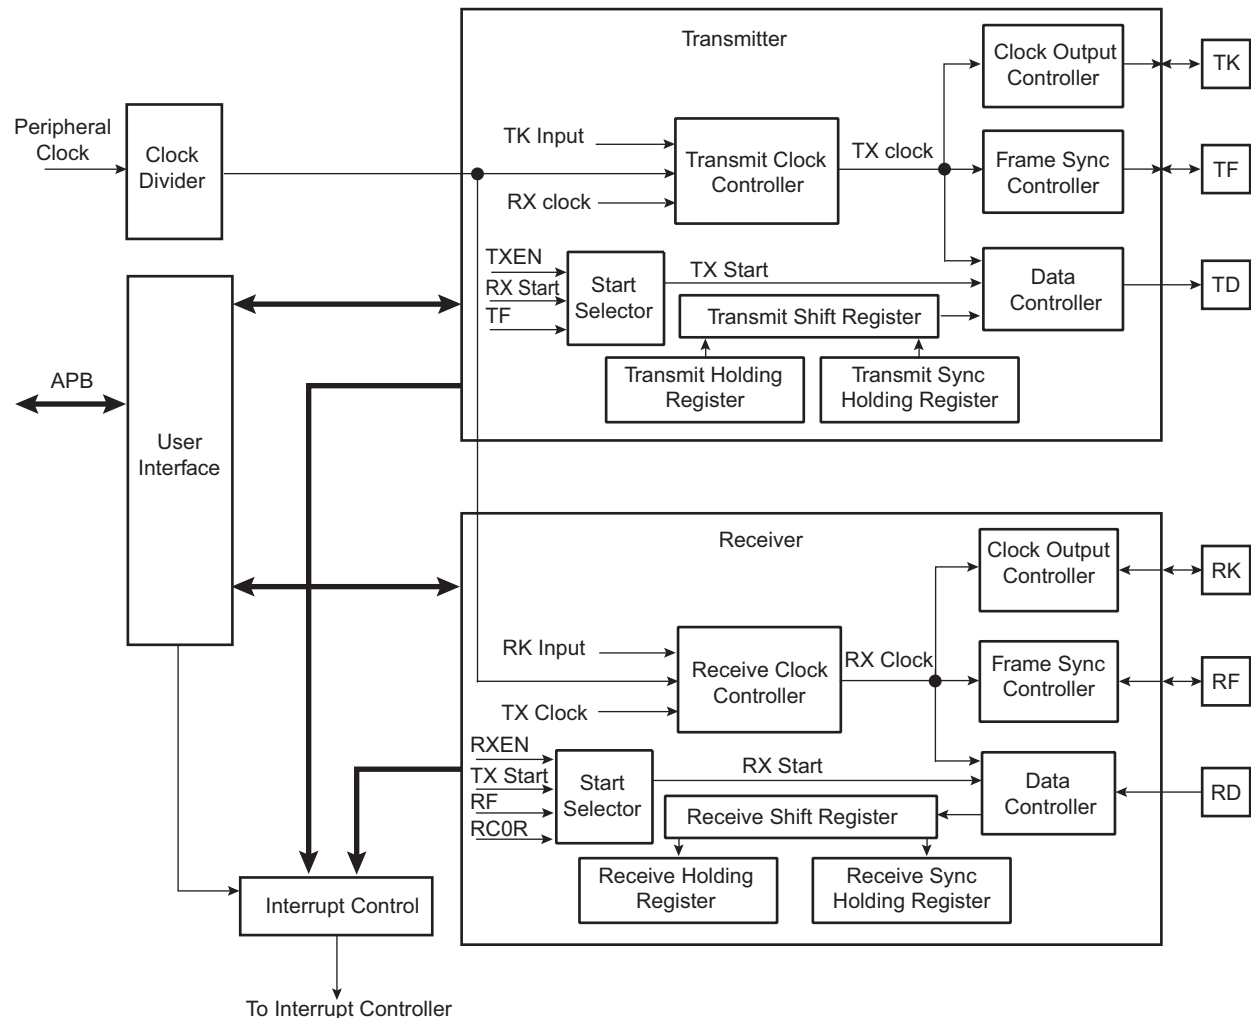 Transmitter
Clock Output
Controller
TK
Peripheral
Clock
Clock
Divider
TK Input
RX clock
Transmit Clock
Controller
TX clock
Frame Sync
Controller
TF
TXEN
RX Start
TF
Start
Selector
TX Start
Transmit Shift Register
Data
Controller
TD
Transmit Holding
Register
Transmit Sync
Holding Register
APB
User
Interface
Receiver
Clock Output
Controller
RK
RK Input
TX Clock
Receive Clock
Controller
RX Clock
Frame Sync
Controller
RF
RXEN
TX Start
RF
RC0R
Start
Selector
RX Start
Receive Shift Register
Data
Controller
RD
Receive Holding
Register
Receive Sync
Holding Register
Interrupt Control
To Interrupt Controller